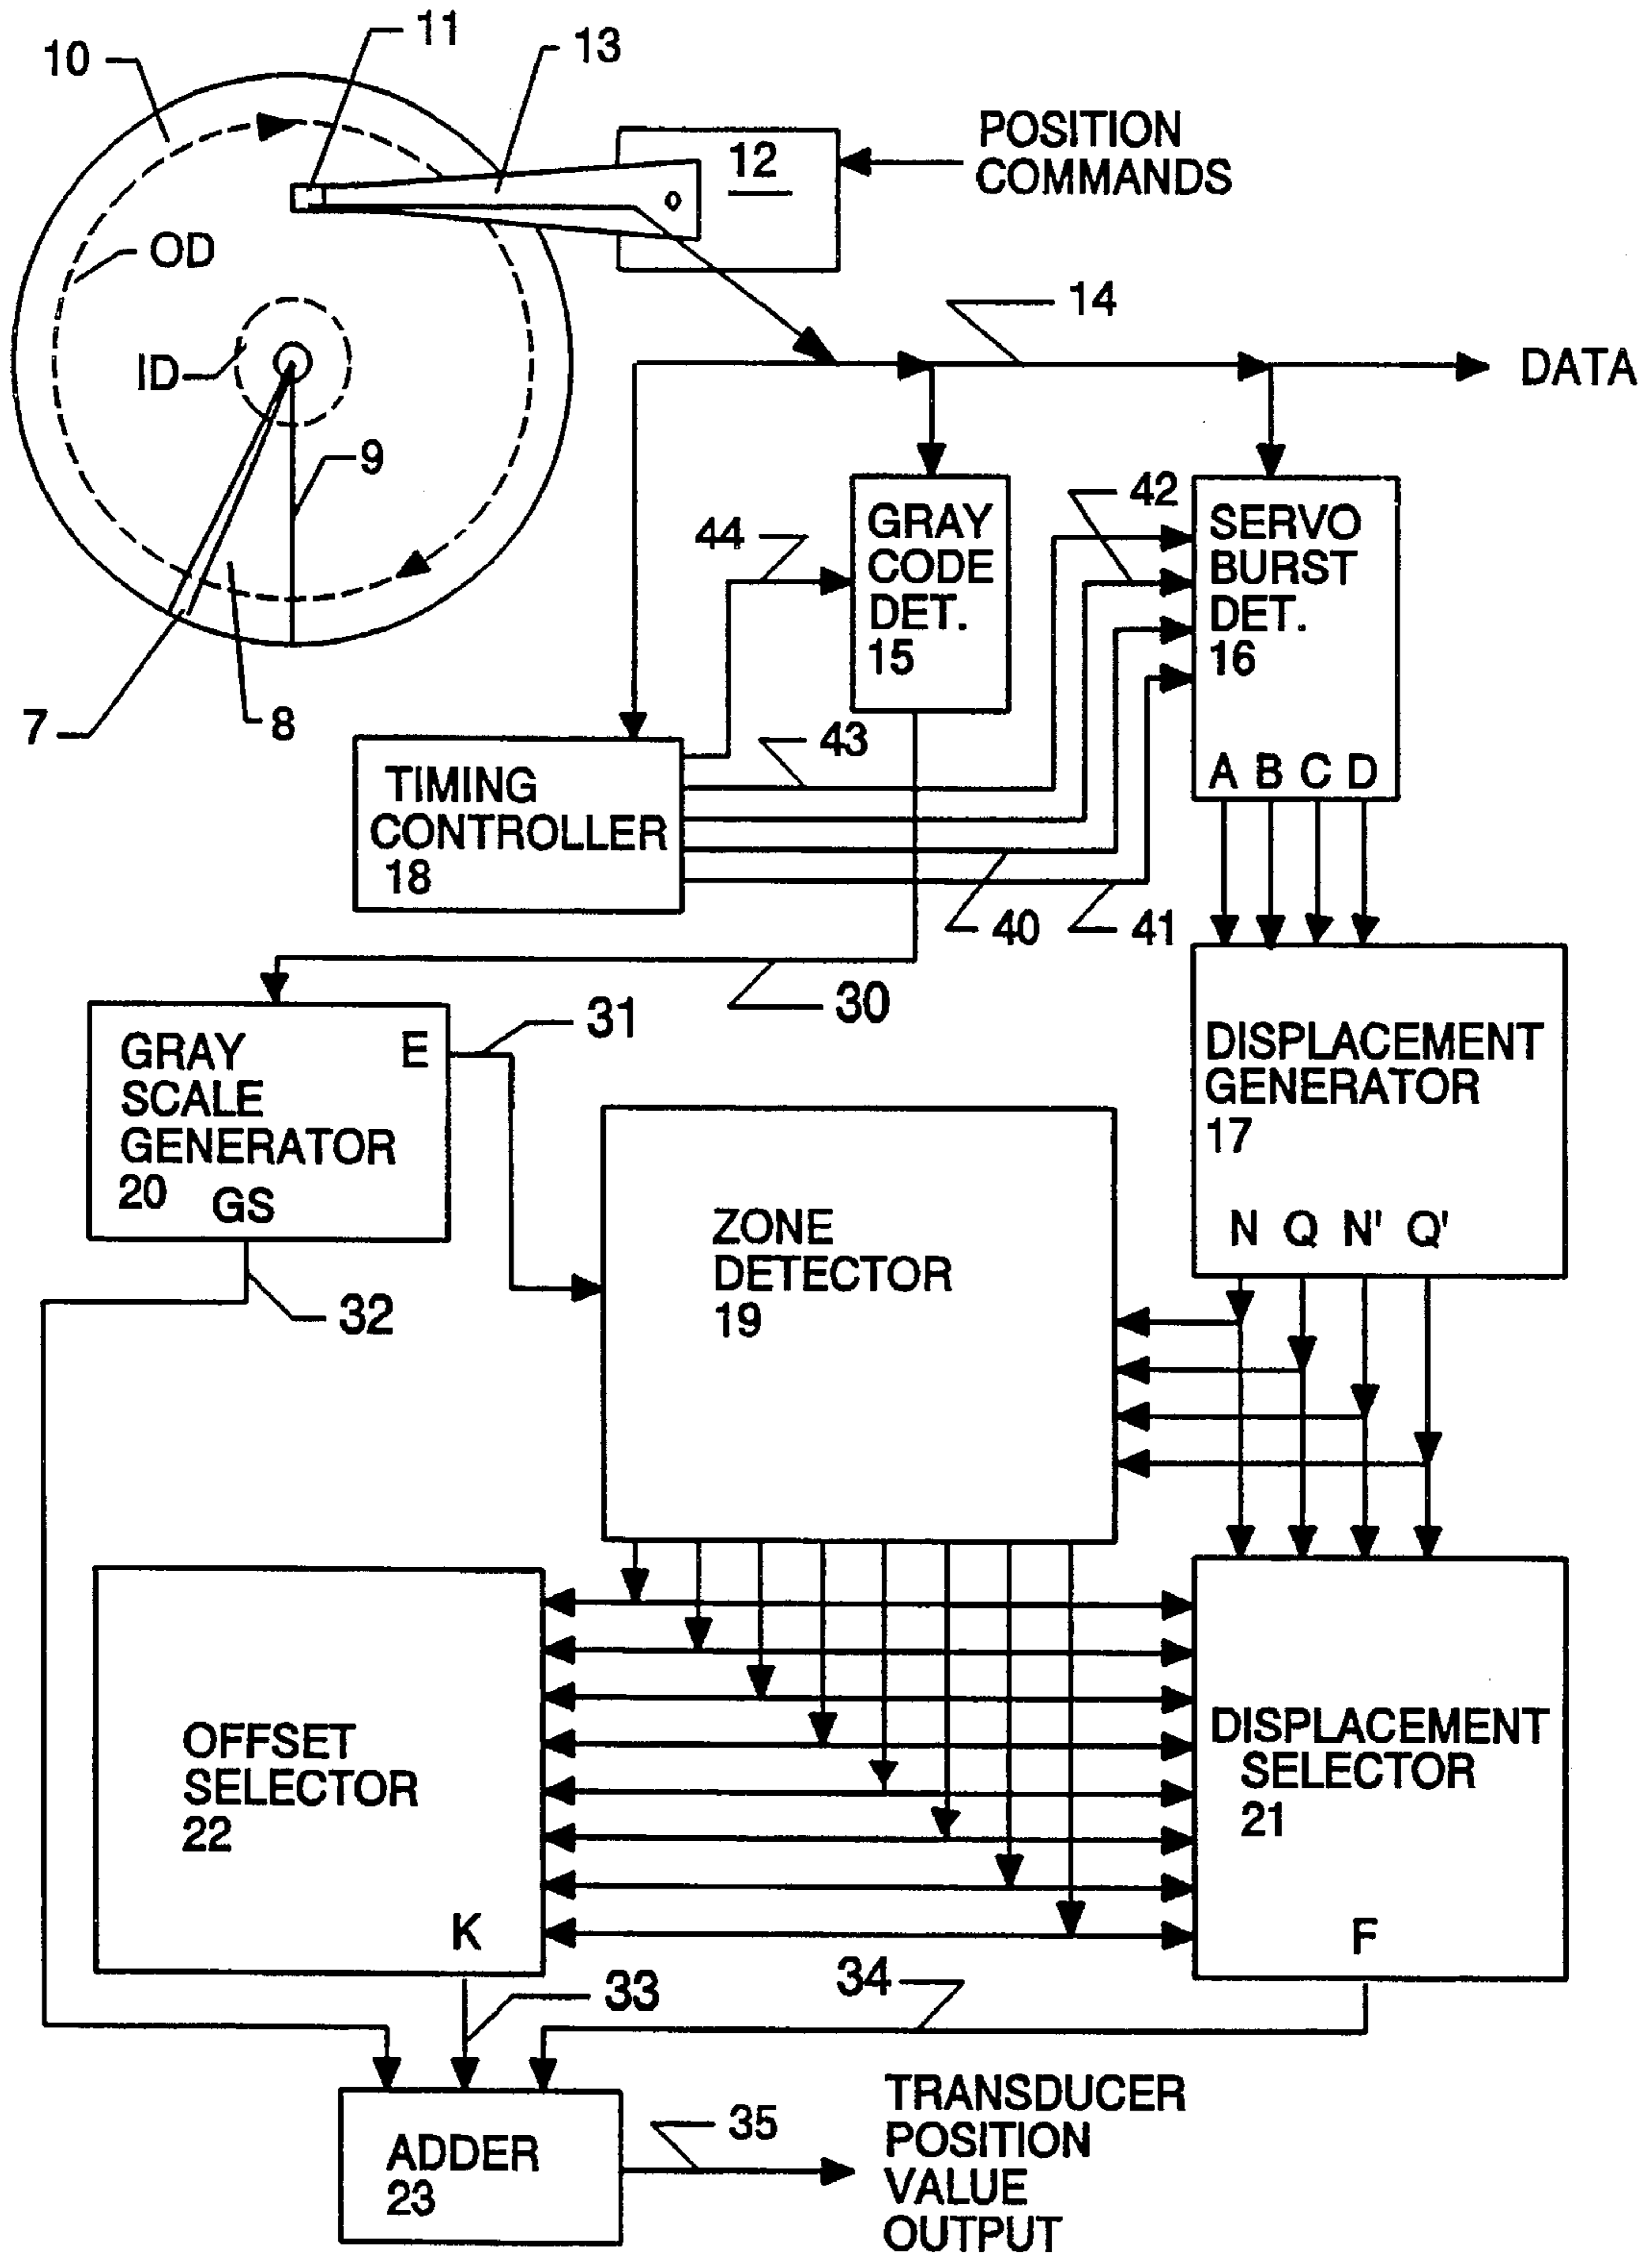 11
13
10
12
POSITION
COMMANDS
OD
14
ID
DATA
9
42
44
GRAY
CODE
DET.
15
SERVO
BURST
DET.
16
7
8
43
A B C D
TIMING
CONTROLLER
18
40
41
30
31
GRAY
SCALE
GENERATOR
20
E
GS
DISPLACEMENT
GENERATOR
17
N Q N' Q'
ZONE
DETECTOR
19
32
OFFSET
SELECTOR
22
K
DISPLACEMENT
SELECTOR
21
F
33
34
ADDER
23
35
TRANSDUCER
POSITION
VALUE
OUTPUT